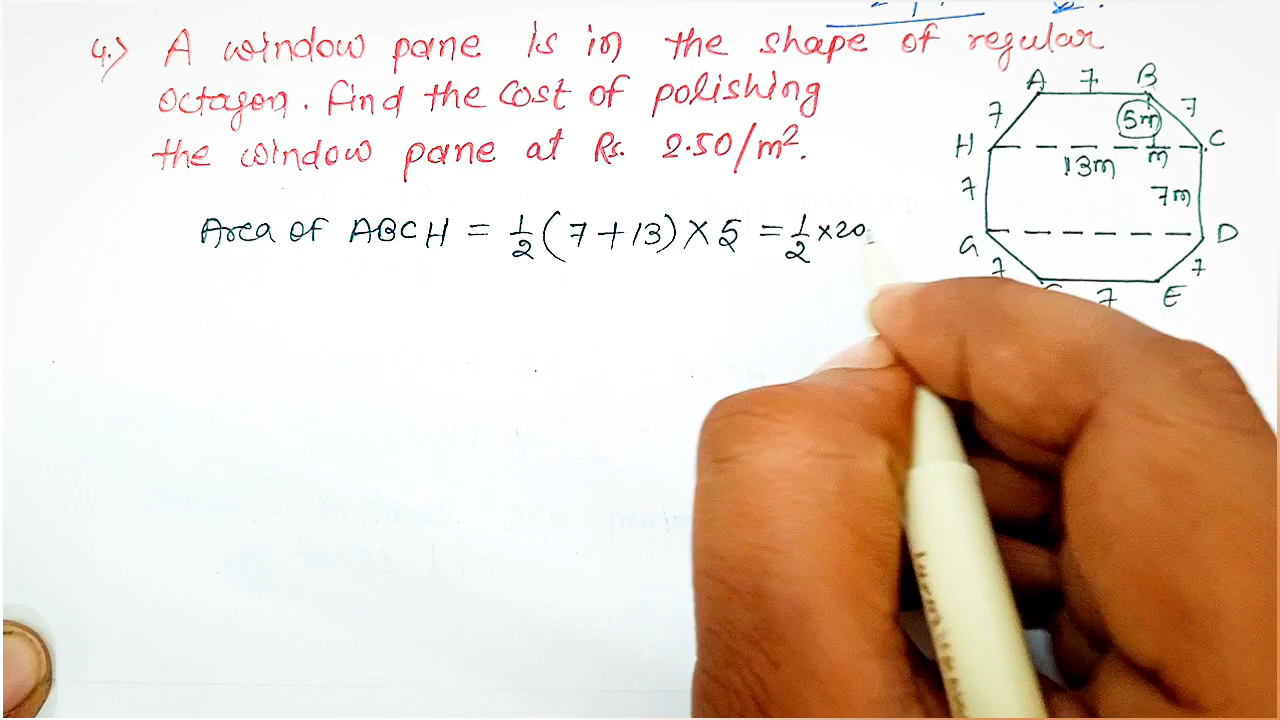 4.) A window pane is in the shape of regular
octagon. Find the cost of polishing
the window pane at Rs. 2.50/m².
A 7 B
7 5m 7
H C
13m m
7 7m
G D
7 7
7 E
Area of ABCH = 1/2 (7+13) × 5 = 1/2 × 20